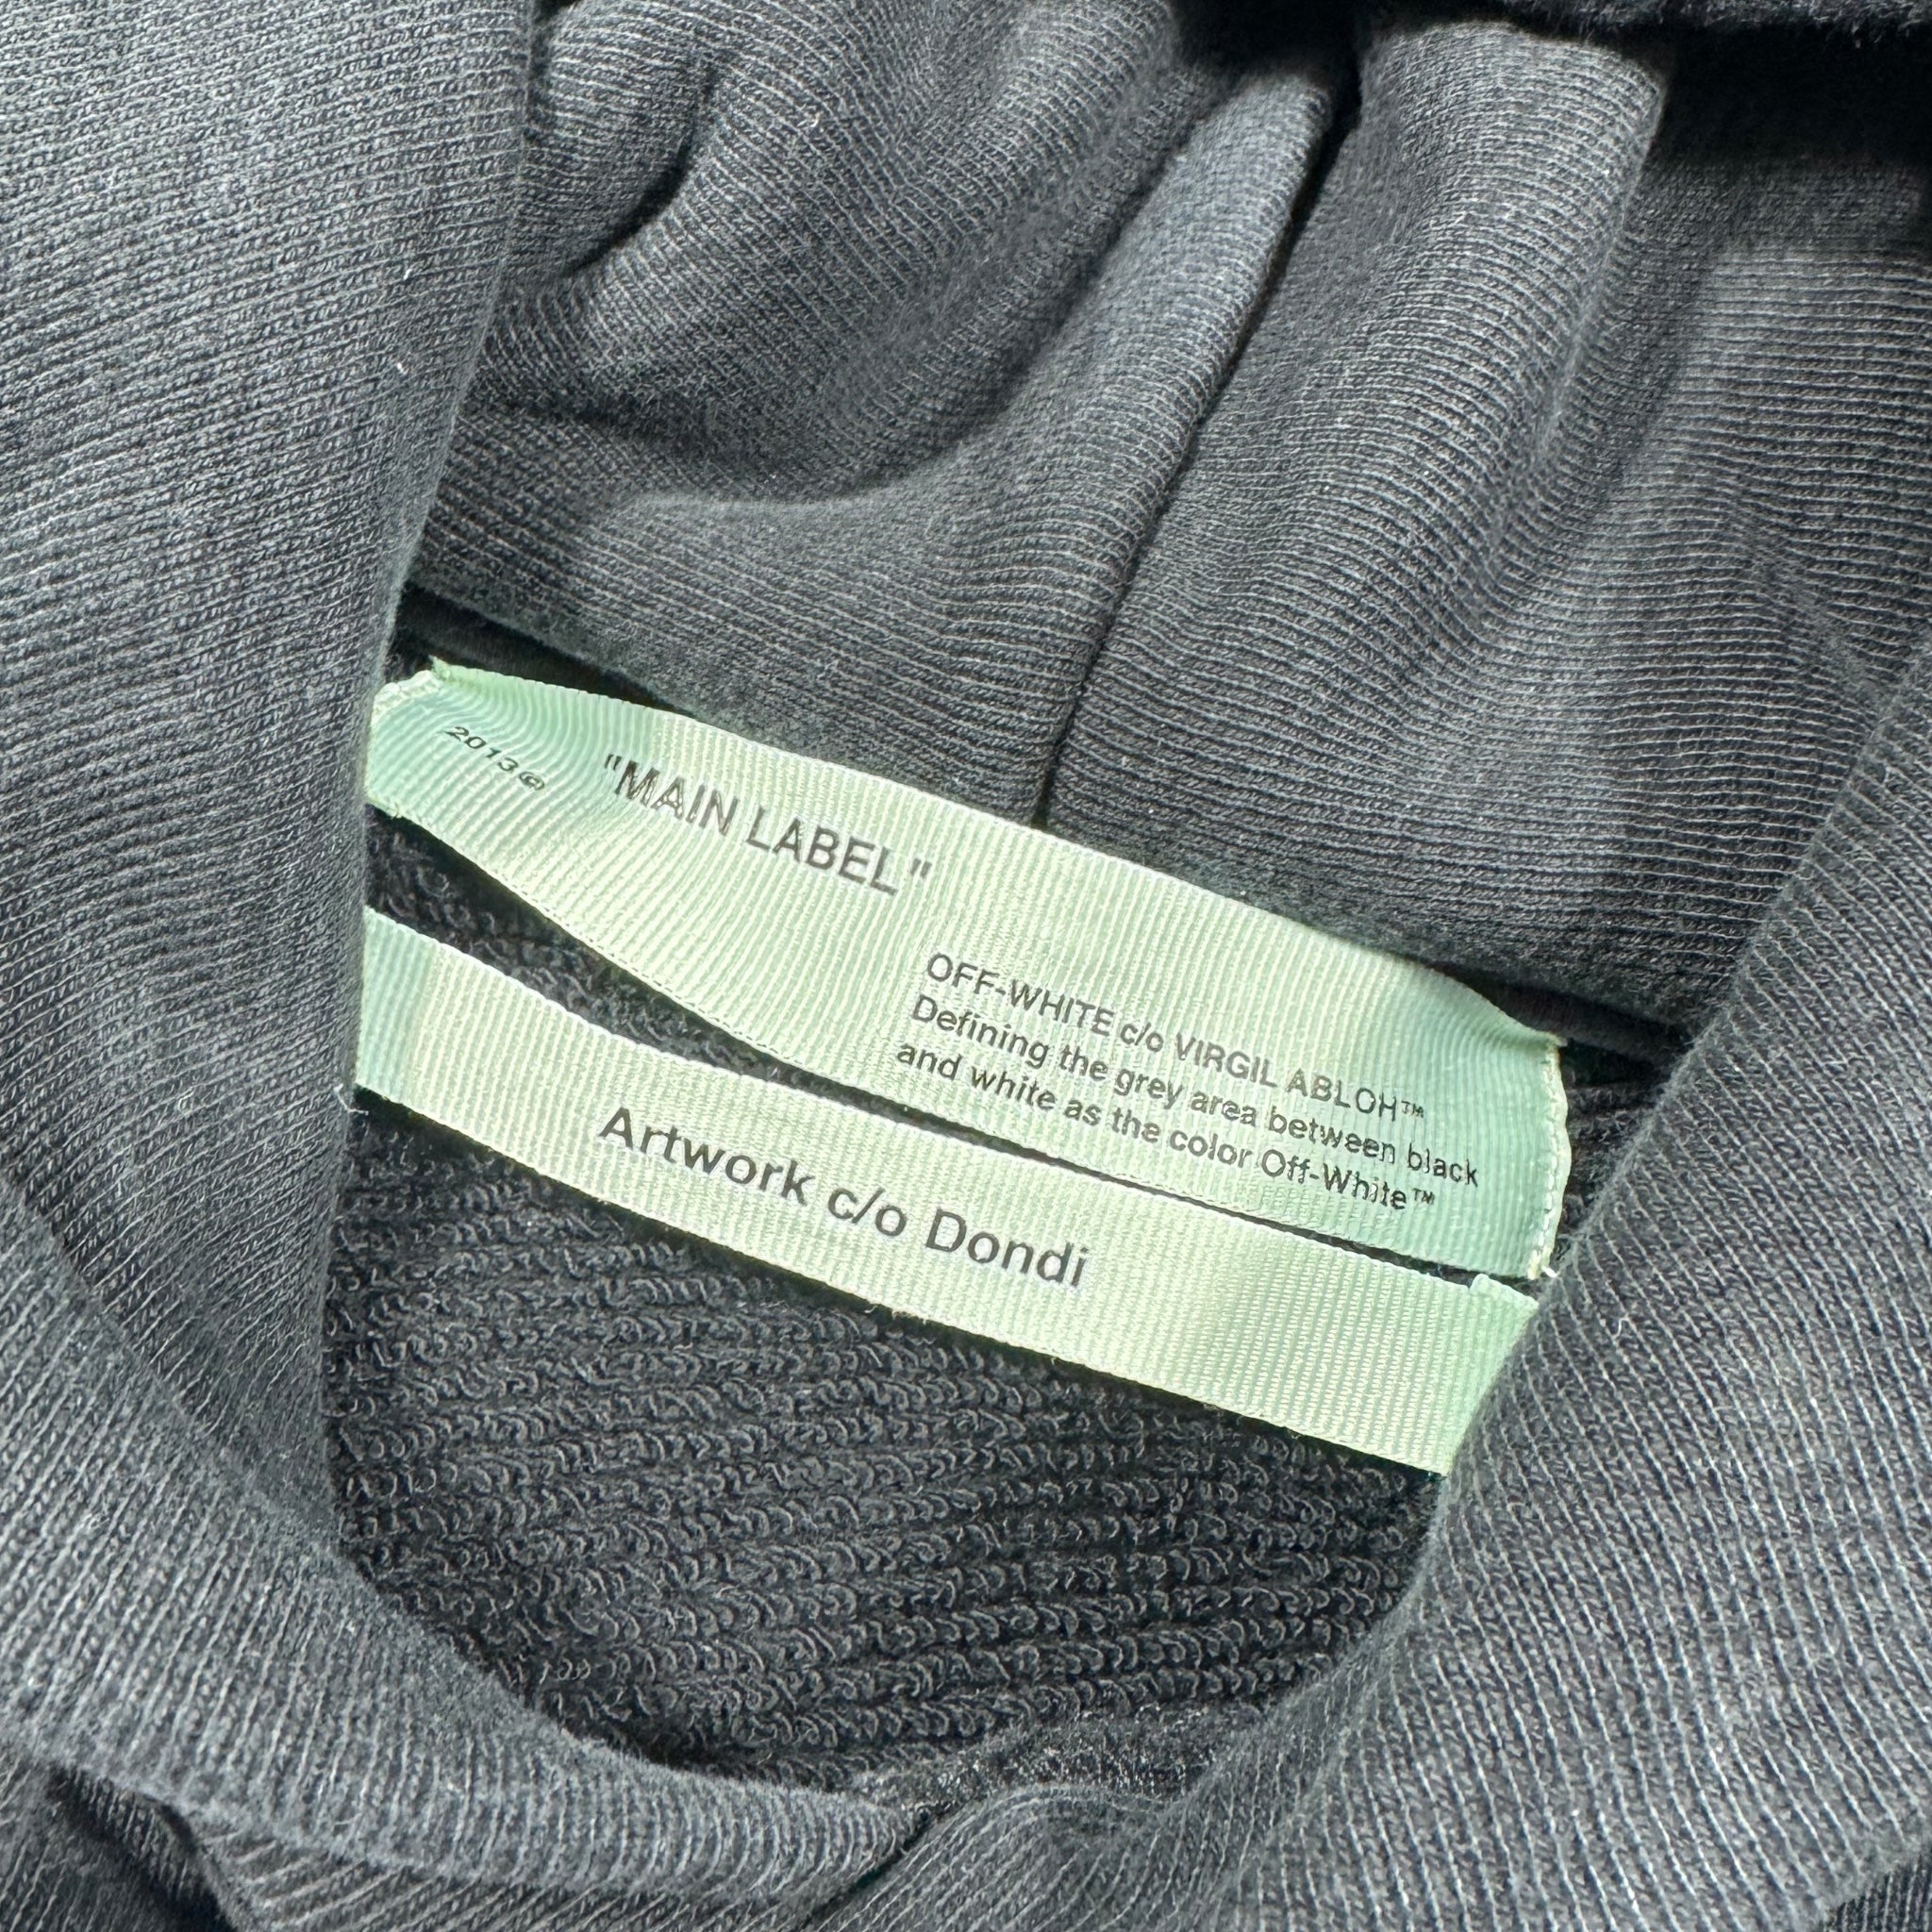 2013©
"MAIN LABEL"
OFF-WHITE c/o VIRGIL ABLOH™
Defining the grey area between black
and white as the color Off-White™
Artwork c/o Dondi